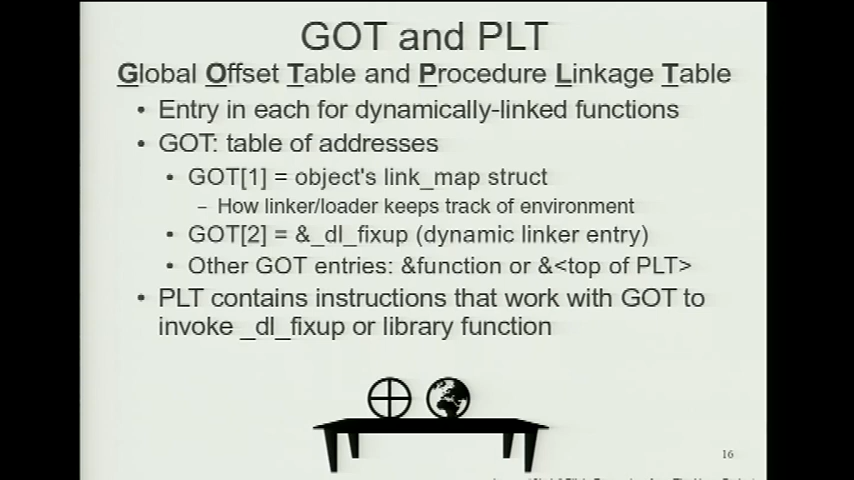 GOT and PLT
Global Offset Table and Procedure Linkage Table
• Entry in each for dynamically-linked functions
• GOT: table of addresses
• GOT[1] = object's link_map struct
– How linker/loader keeps track of environment
• GOT[2] = &_dl_fixup (dynamic linker entry)
• Other GOT entries: &function or &<top of PLT>
• PLT contains instructions that work with GOT to
invoke _dl_fixup or library function
16